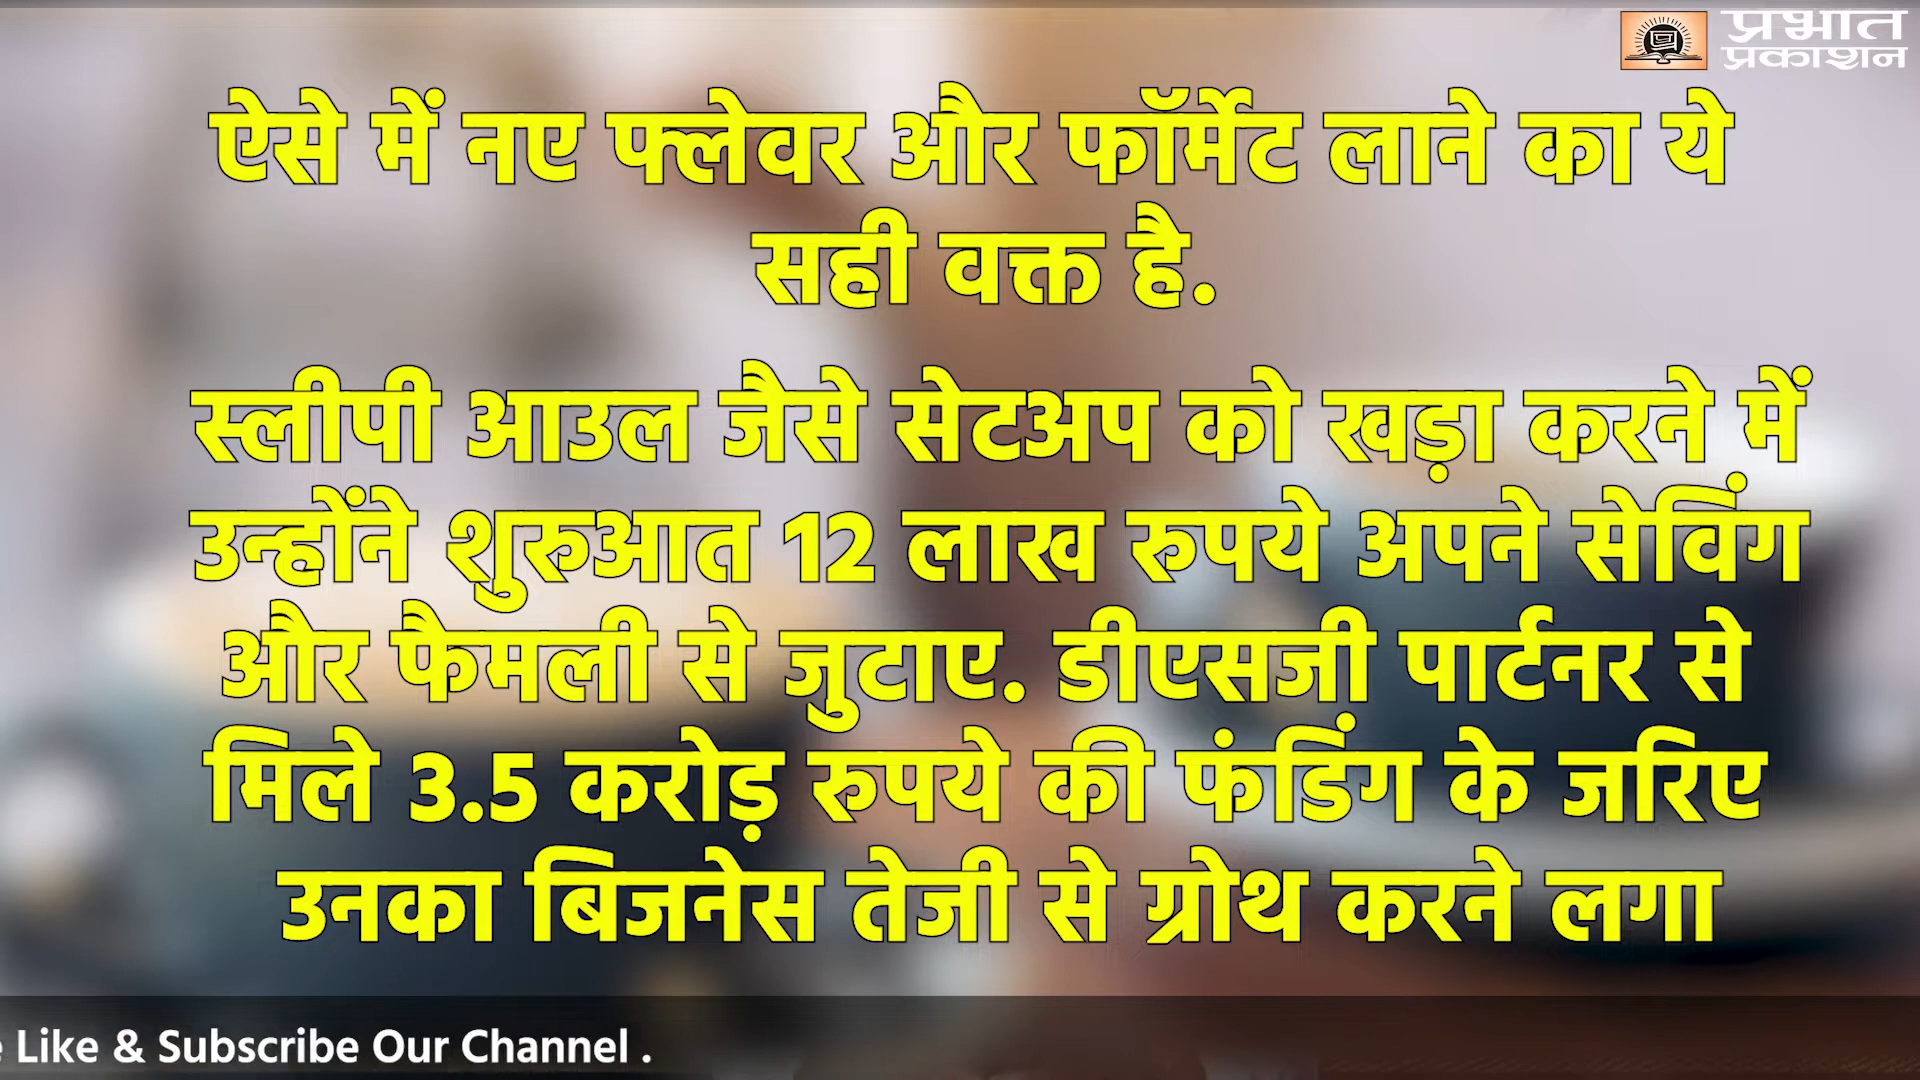 प्रभात
प्रकाशन
ऐसे में नए फ्लेवर और फॉर्मेट लाने का ये
सही वक्त है.
स्लीपी आउल जैसे सेटअप को खड़ा करने में
उन्होंने शुरुआत 12 लाख रुपये अपने सेविंग
और फैमली से जुटाए. डीएसजी पार्टनर से
मिले 3.5 करोड़ रुपये की फंडिंग के जरिए
उनका बिजनेस तेजी से ग्रोथ करने लगा
Like & Subscribe Our Channel .